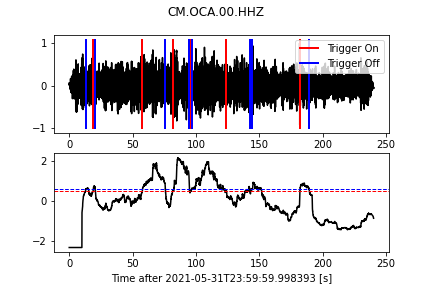 CM.OCA.00.HHZ
1
0
−1
Trigger On
Trigger Off
0 50 100 150 200 250
2
0
−2
0 50 100 150 200 250
Time after 2021-05-31T23:59:59.998393 [s]